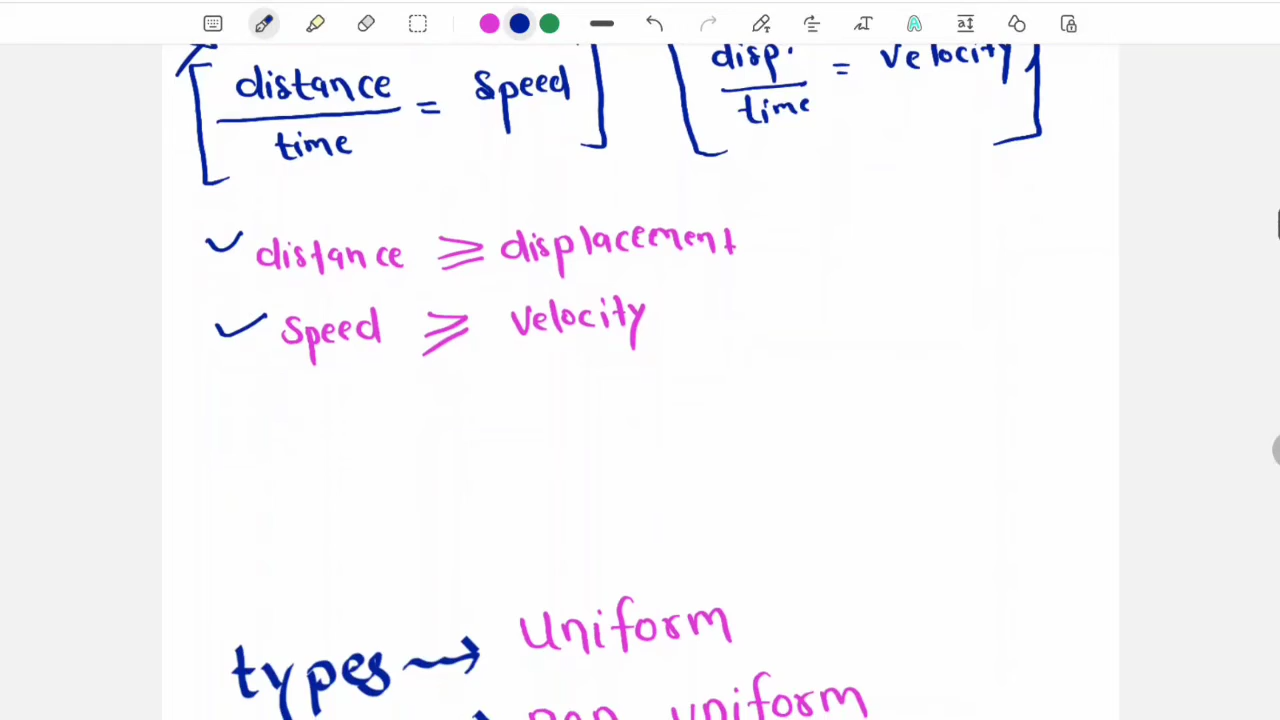 distance = speed
time
disp. = velocity
time
distance ≥ displacement
speed ≥ velocity
types → uniform
→ non uniform